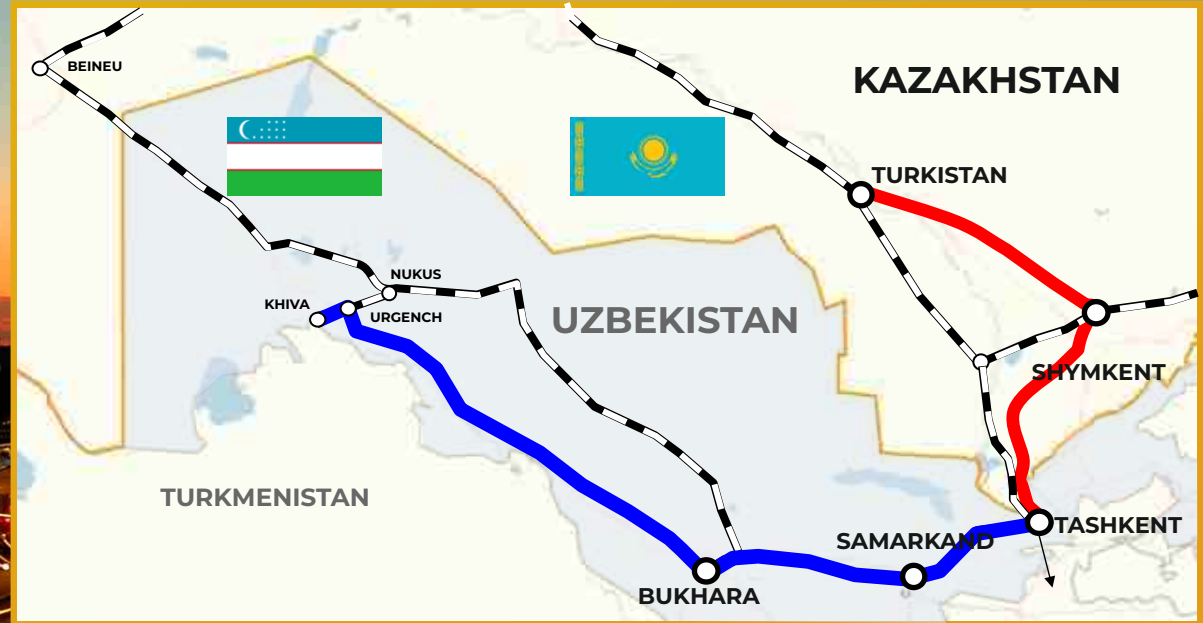 BEINEU
KAZAKHSTAN
TURKISTAN
NUKUS
KHIVA
URGENCH
UZBEKISTAN
SHYMKENT
TURKMENISTAN
TASHKENT
SAMARKAND
BUKHARA